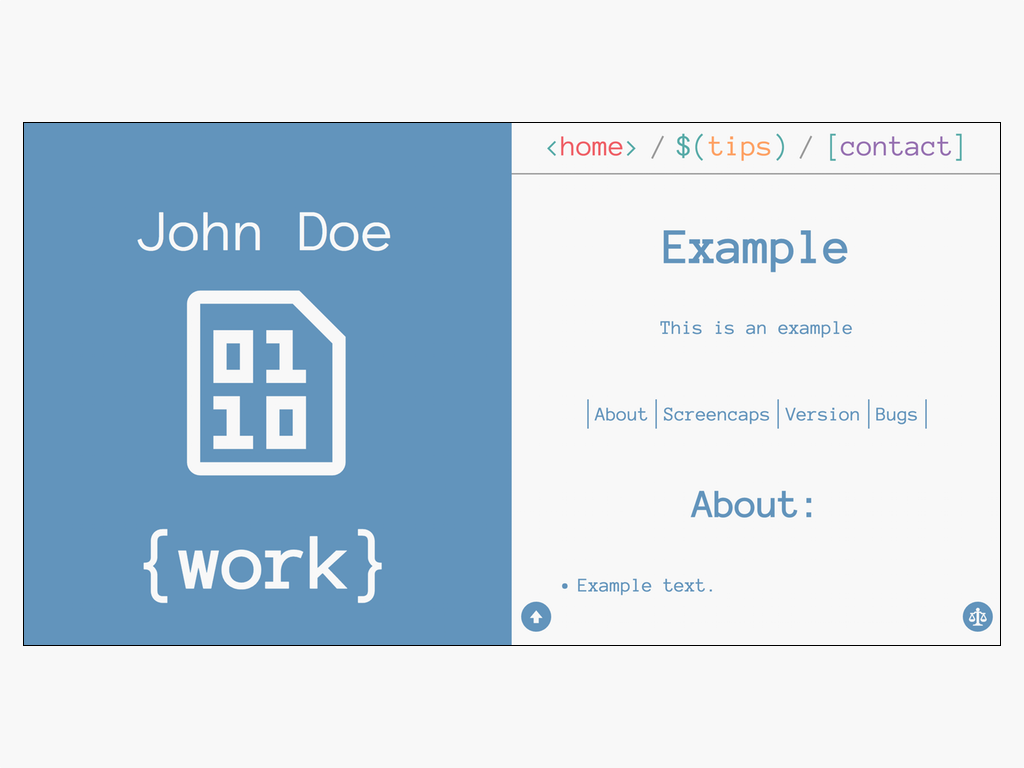 John Doe
01
10
{work}
<home> / $(tips) / [contact]
Example
This is an example
|About|Screencaps|Version|Bugs|
About:
• Example text.